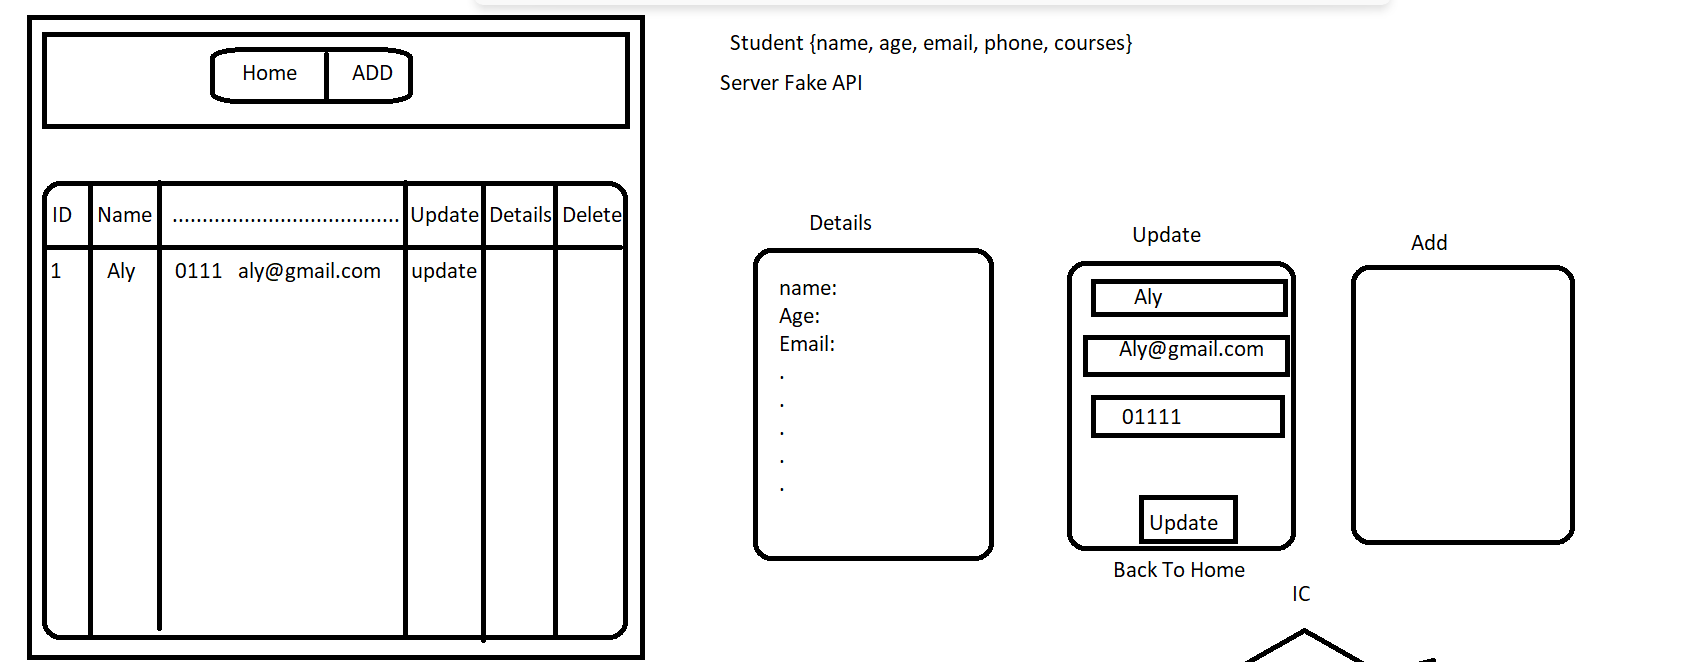 Home ADD
ID Name ...................................... Update Details Delete
1 Aly 0111 aly@gmail.com update
Student {name, age, email, phone, courses}
Server Fake API
Details
name:
Age:
Email:
.
.
.
.
.
Update
Aly
Aly@gmail.com
01111
Update
Back To Home
Add
IC